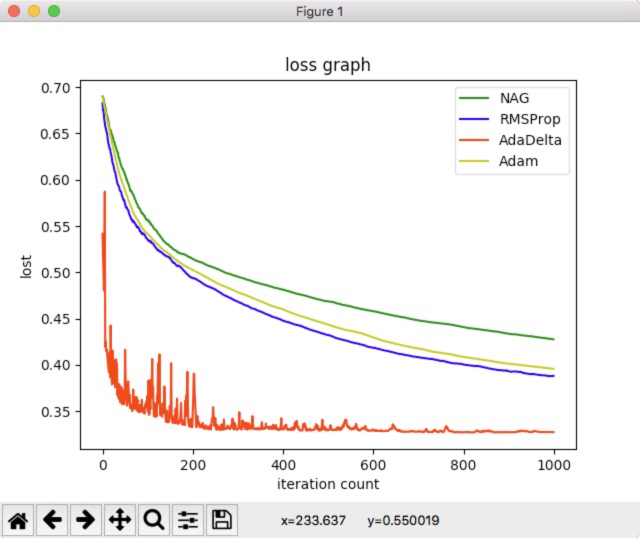 Figure 1
loss graph
0.70
0.65
0.60
0.55
0.50
0.45
0.40
0.35
lost
NAG
RMSProp
AdaDelta
Adam
0 200 400 600 800 1000
iteration count
x=233.637 y=0.550019